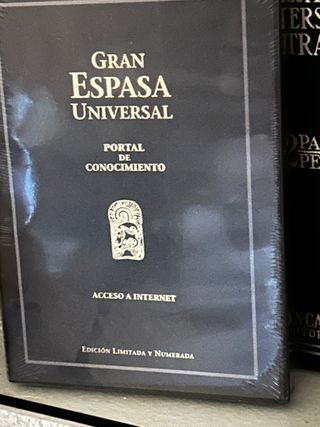 GRAN
ESPASA
UNIVERSAL
PORTAL
DE
CONOCIMIENTO
ACCESO A INTERNET
EDICIÓN LIMITADA Y NUMERADA